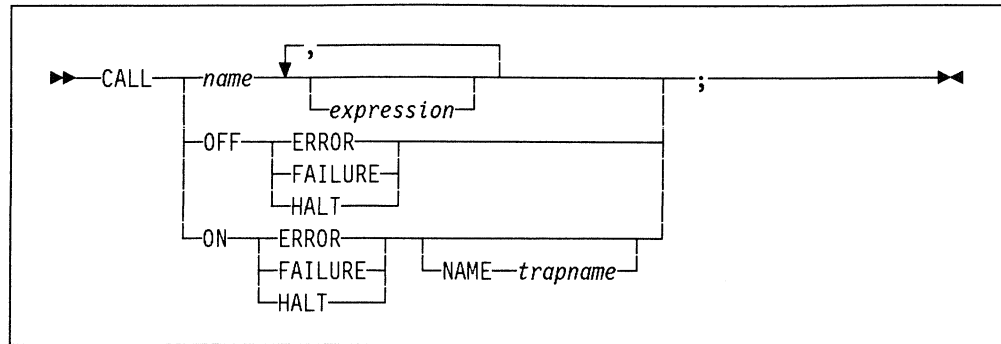 ,
CALL name ;
expression
OFF ERROR
FAILURE
HALT
ON ERROR
FAILURE NAME trapname
HALT